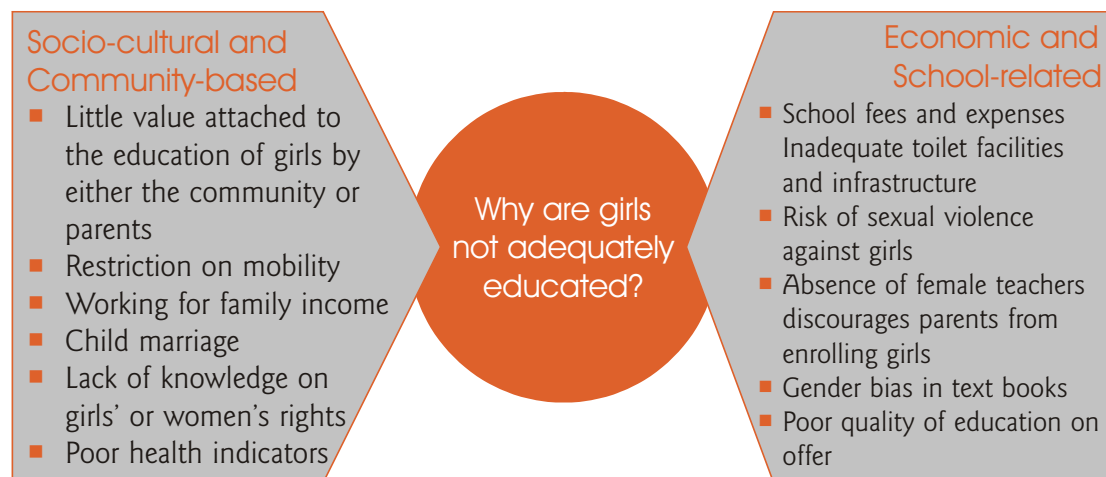 Socio-cultural and
Community-based
■ Little value attached to
the education of girls by
either the community or
parents
■ Restriction on mobility
■ Working for family income
■ Child marriage
■ Lack of knowledge on
girls’ or women’s rights
■ Poor health indicators
Why are girls
not adequately
educated?
Economic and
School-related
■ School fees and expenses
Inadequate toilet facilities
and infrastructure
■ Risk of sexual violence
against girls
■ Absence of female teachers
discourages parents from
enrolling girls
■ Gender bias in text books
■ Poor quality of education on
offer